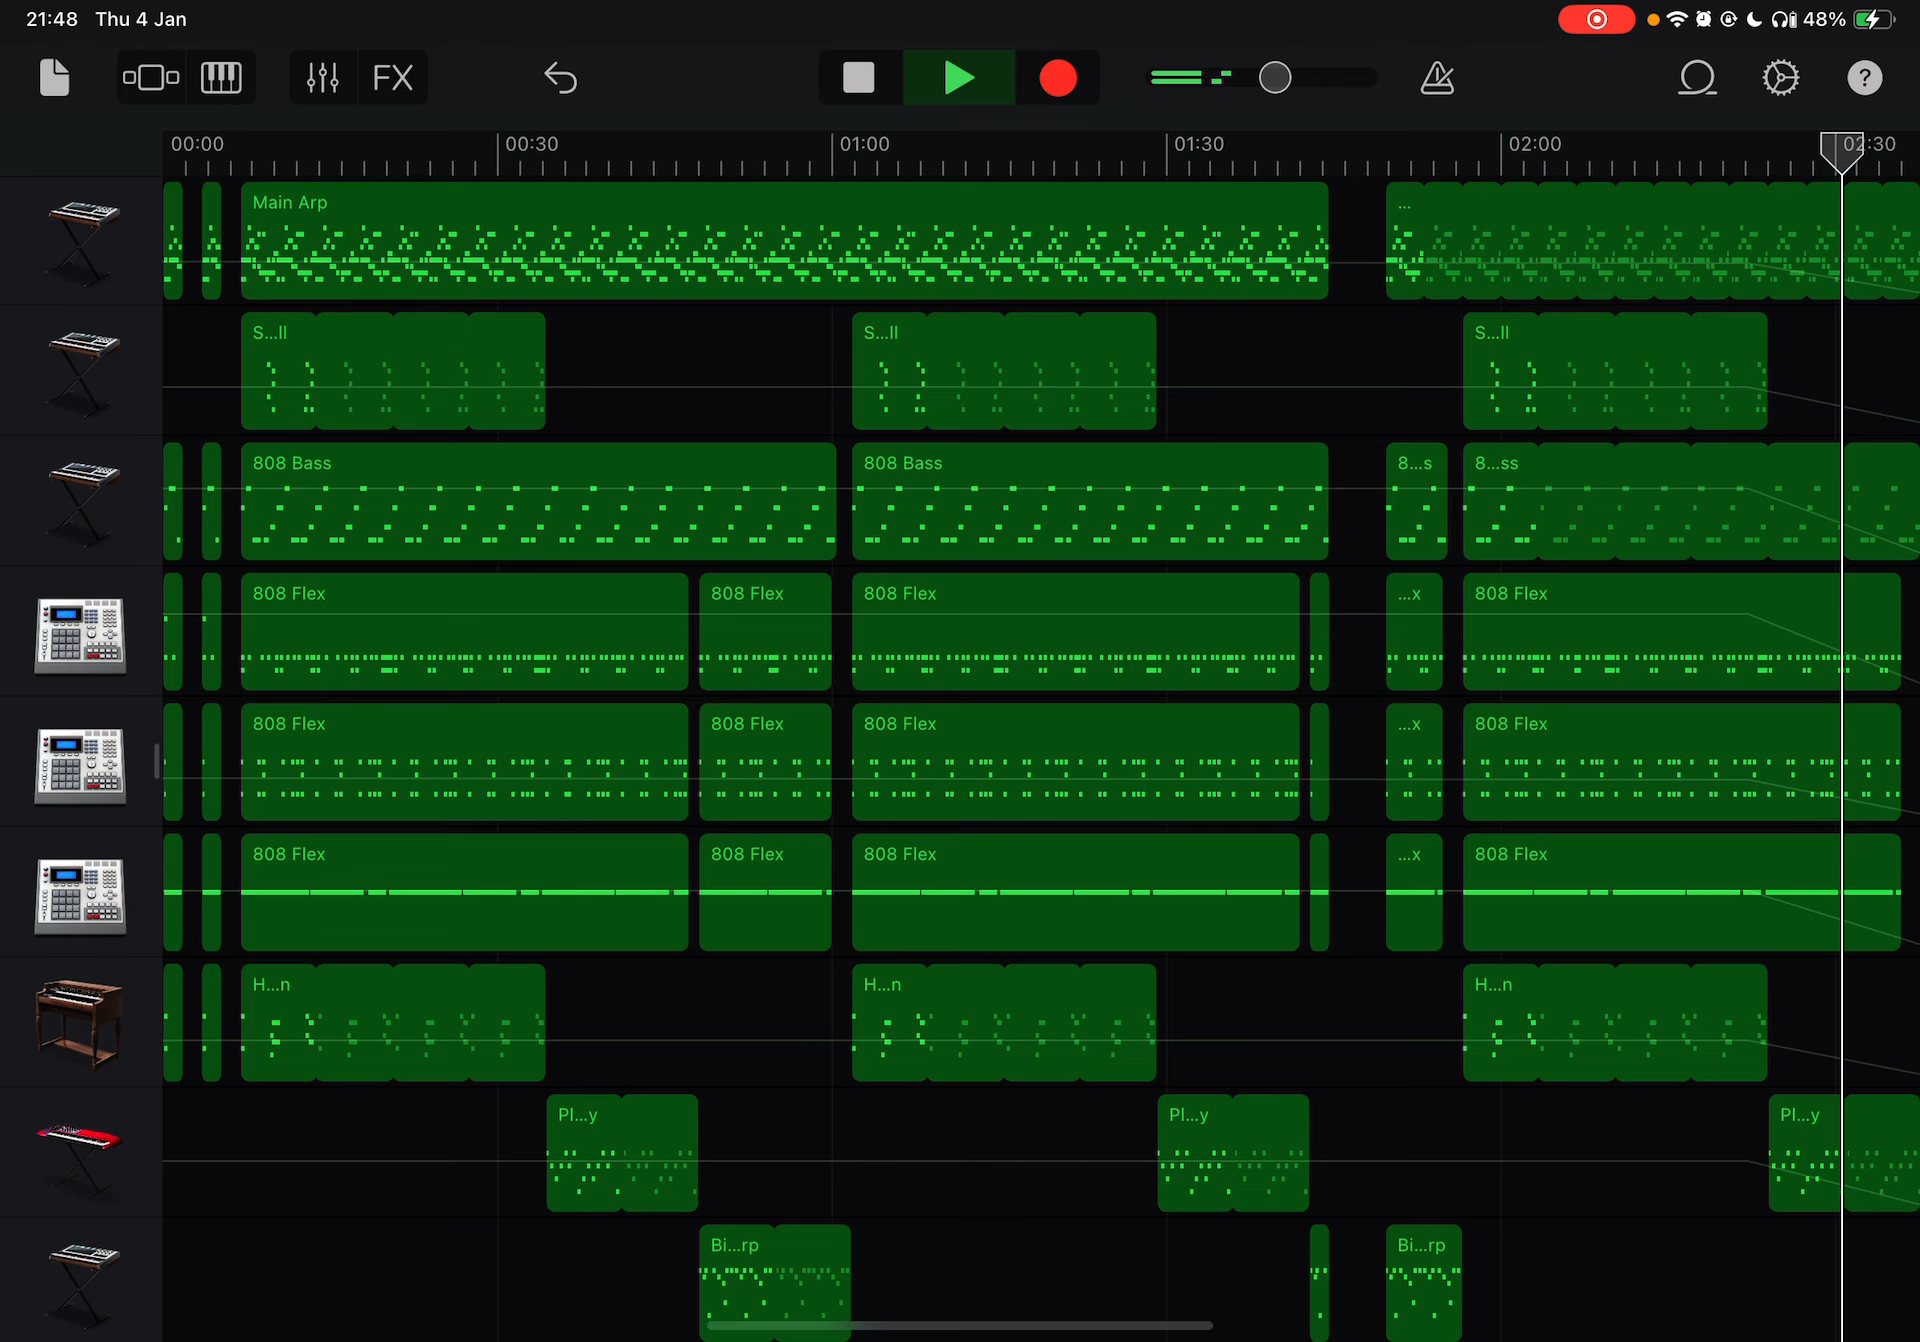 21:48 Thu 4 Jan
48%
FX
?
00:00 00:30 01:00 01:30 02:00 02:30
Main Arp ...
S...ll S...ll S...ll
808 Bass 808 Bass 8...s 8...ss
808 Flex 808 Flex 808 Flex ...x 808 Flex
808 Flex 808 Flex 808 Flex ...x 808 Flex
808 Flex 808 Flex 808 Flex ...x 808 Flex
H...n H...n H...n
Pl...y Pl...y Pl...y
Bi...rp Bi...rp